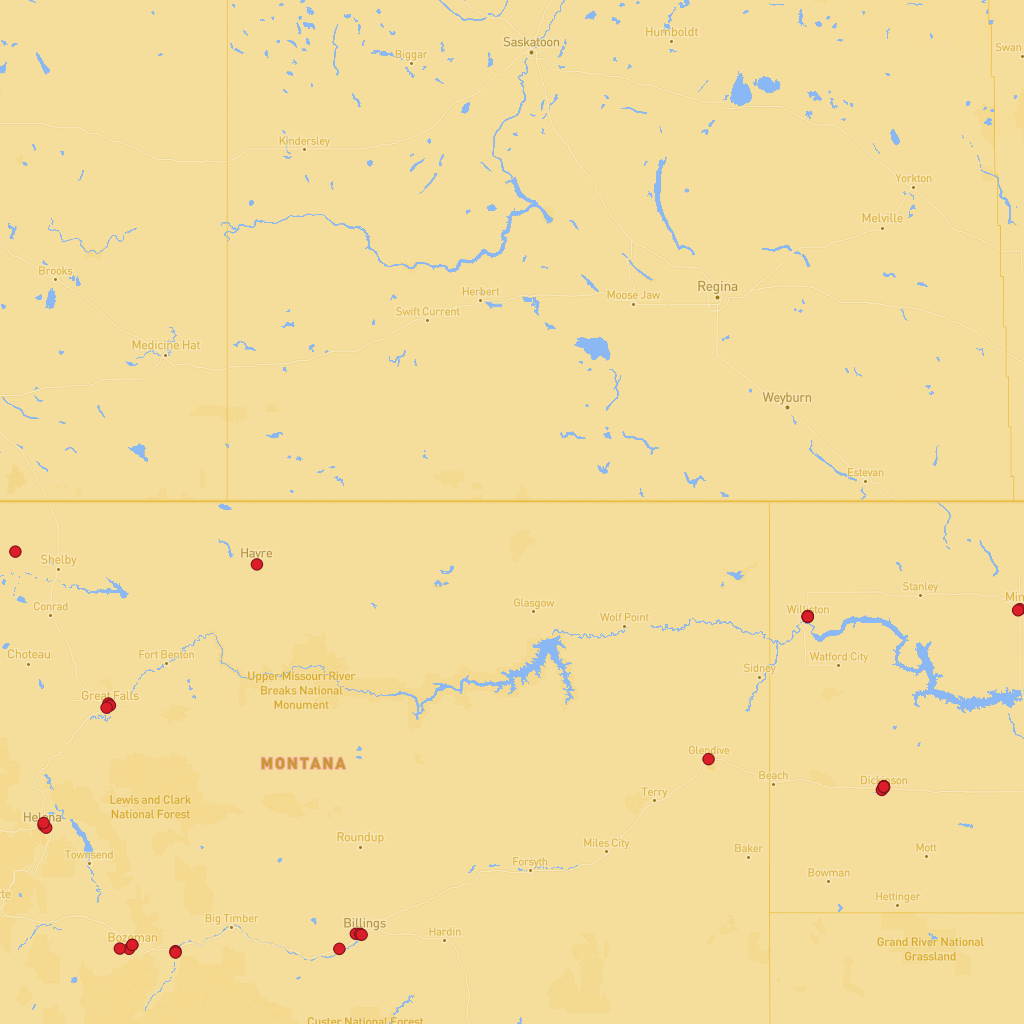 Saskatoon
Humboldt
Swan
Biggar
Kindersley
Yorkton
Melville
Brooks
Regina
Herbert
Moose Jaw
Swift Current
Medicine Hat
Weyburn
Estevan
Havre
Shelby
Stanley
Conrad
Glasgow
Min
Williston
Wolf Point
Choteau
Fort Benton
Watford City
Sidney
Upper Missouri River
Breaks National
Monument
Great Falls
Glendive
MONTANA
Beach
Dickinson
Terry
Lewis and Clark
National Forest
Helena
Roundup
Miles City
Baker
Mott
Townsend
Forsyth
Bowman
tte
Hettinger
Big Timber
Billings
Hardin
Bozeman
Grand River National
Grassland
Custer National Forest